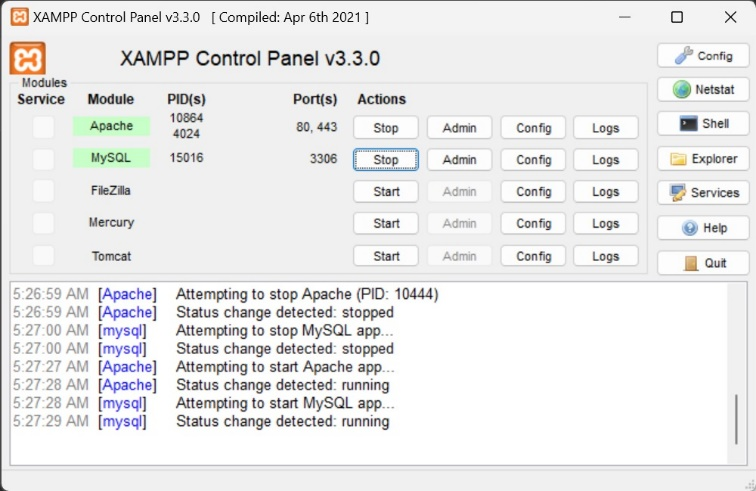 XAMPP Control Panel v3.3.0 [ Compiled: Apr 6th 2021 ]
XAMPP Control Panel v3.3.0
Config
Modules
Service Module PID(s) Port(s) Actions
Netstat
Apache 10864 4024 80, 443 Stop Admin Config Logs
Shell
MySQL 15016 3306 Stop Admin Config Logs
Explorer
FileZilla Start Admin Config Logs
Services
Mercury Start Admin Config Logs
Help
Tomcat Start Admin Config Logs
Quit
5:26:59 AM [Apache] Attempting to stop Apache (PID: 10444)
5:26:59 AM [Apache] Status change detected: stopped
5:27:00 AM [mysql] Attempting to stop MySQL app...
5:27:00 AM [mysql] Status change detected: stopped
5:27:27 AM [Apache] Attempting to start Apache app...
5:27:28 AM [Apache] Status change detected: running
5:27:28 AM [mysql] Attempting to start MySQL app...
5:27:29 AM [mysql] Status change detected: running